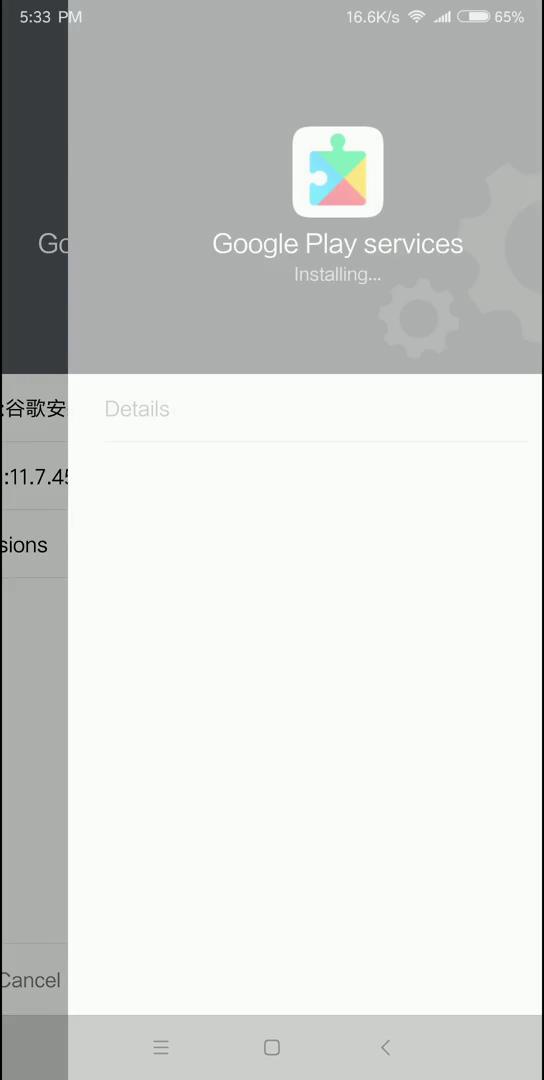 5:33 PM 16.6K/s 65%
Go
Google Play services
Installing...
:谷歌安
Details
:11.7.45
sions
Cancel